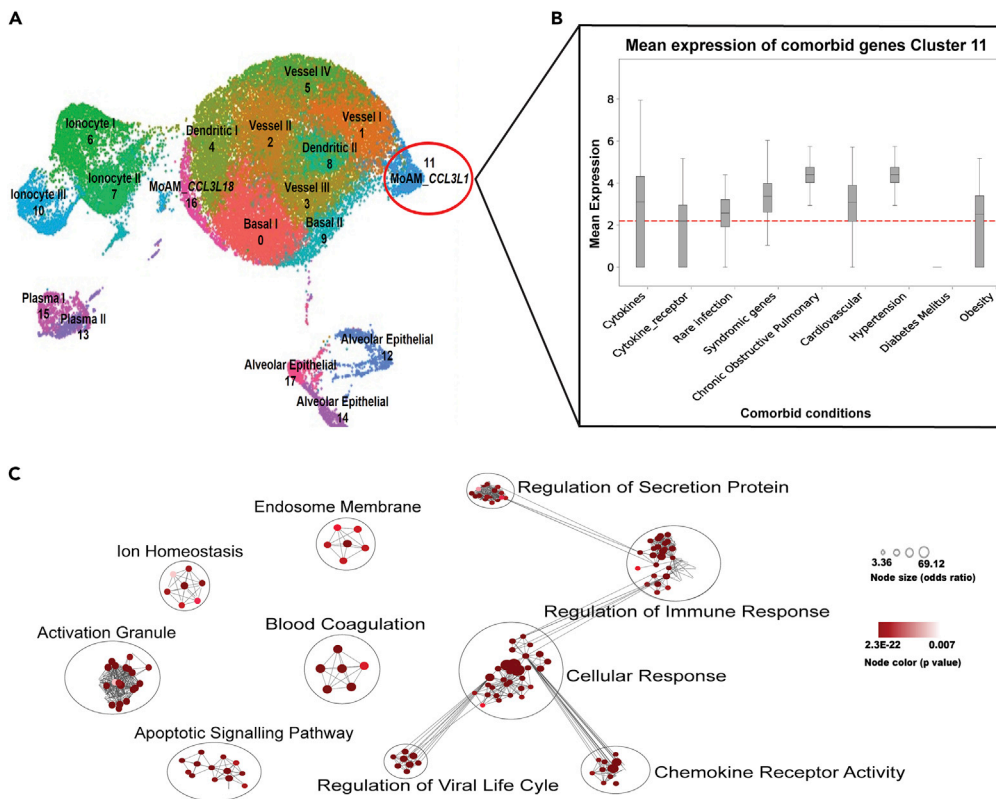 A
Vessel IV
5
Ionocyte I
6
Dendritic I
4
Vessel II
2
Vessel I
1
Dendritic II
8
11
MoAM_CCL3L1
Ionocyte II
7
MoAM_CCL3L18
16
Vessel III
3
Ionocyte III
10
Basal I
0
Basal II
9
Plasma I
15
Plasma II
13
Alveolar Epithelial
12
Alveolar Epithelial
17
Alveolar Epithelial
14
B
Mean expression of comorbid genes Cluster 11
Mean Expression
8
6
4
2
0
Cytokines
Cytokine_receptor
Rare infection
Syndromic genes
Chronic Obstructive Pulmonary
Cardiovascular
Hypertension
Diabetes Melitus
Obesity
Comorbid conditions
C
Regulation of Secretion Protein
Endosome Membrane
Ion Homeostasis
Regulation of Immune Response
Activation Granule
Blood Coagulation
Cellular Response
Apoptotic Signalling Pathway
Regulation of Viral Life Cyle
Chemokine Receptor Activity
3.36 69.12
Node size (odds ratio)
2.3E-22 0.007
Node color (p value)